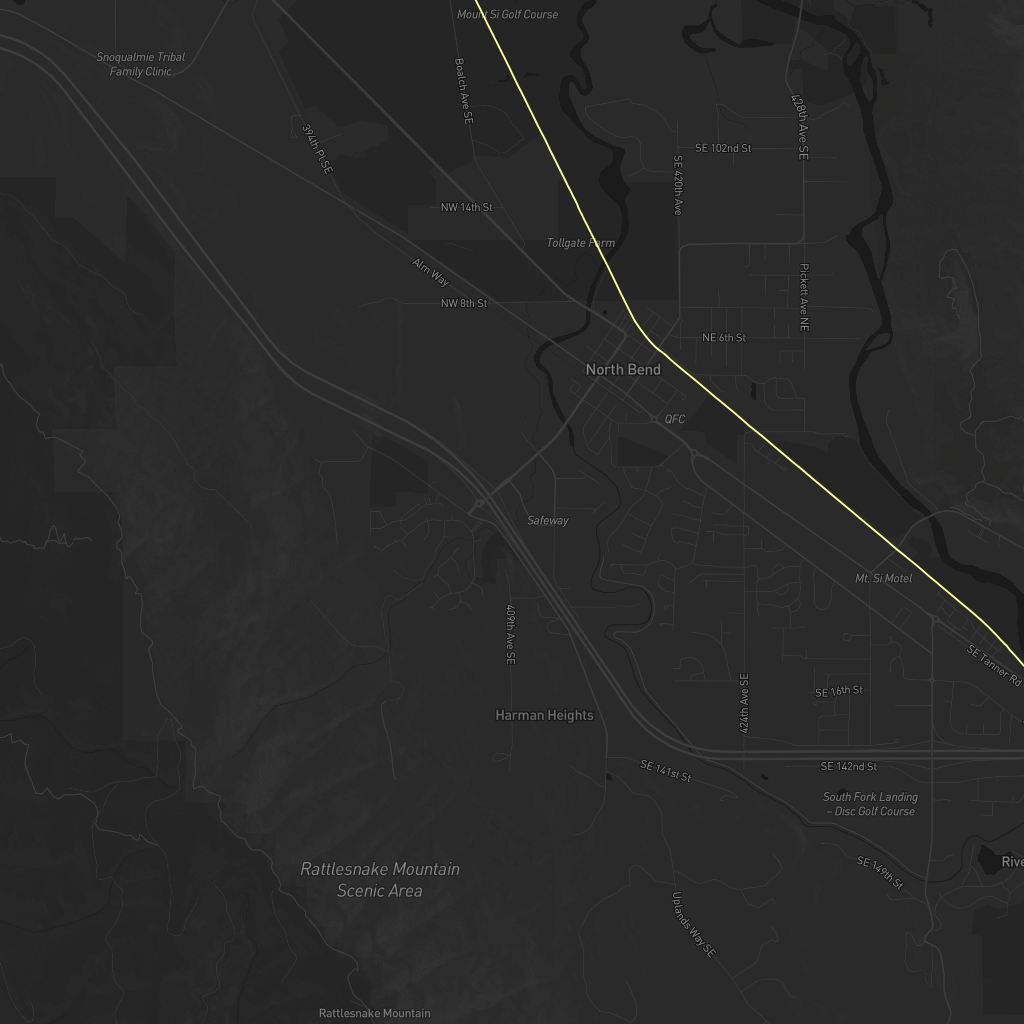 Mount Si Golf Course
Snoqualmie Tribal
Family Clinic
Boalch Ave SE
428th Ave SE
394th Pl SE
SE 102nd St
SE 420th Ave
NW 14th St
Tollgate Farm
Alm Way
Pickett Ave NE
NW 8th St
NE 6th St
North Bend
QFC
Safeway
Mt. Si Motel
409th Ave SE
SE Tanner Rd
424th Ave SE
SE 16th St
Harman Heights
SE 141st St
SE 142nd St
South Fork Landing
– Disc Golf Course
Rive
Rattlesnake Mountain
Scenic Area
SE 149th St
Uplands Way SE
Rattlesnake Mountain